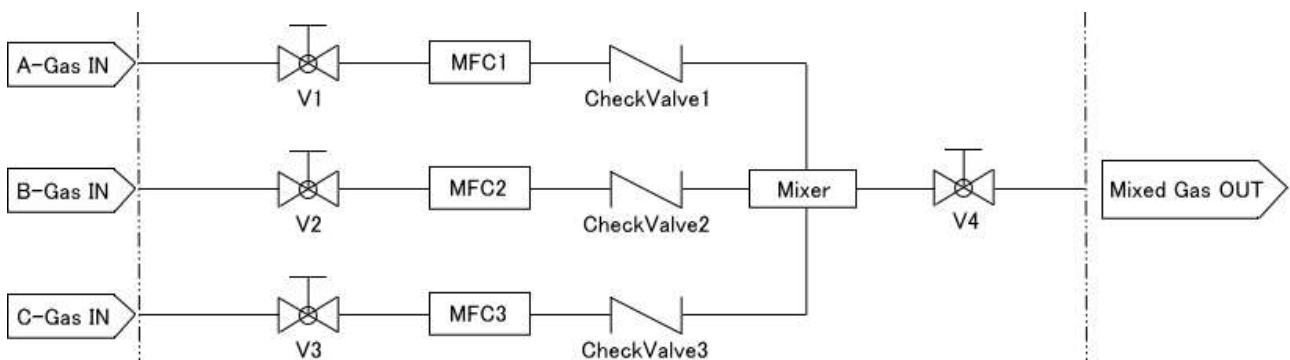 A-Gas IN
V1
MFC1
CheckValve1
B-Gas IN
V2
MFC2
CheckValve2
Mixer
V4
Mixed Gas OUT
C-Gas IN
V3
MFC3
CheckValve3